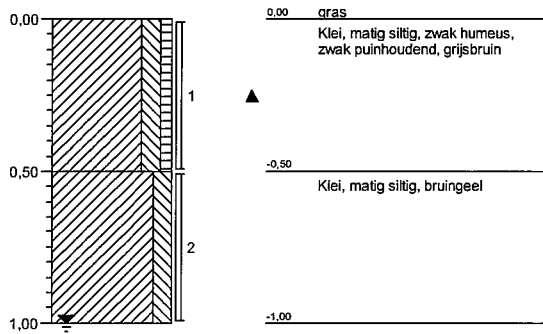 0,00
0,50
1,00
1
2
0,00 gras
Klei, matig siltig, zwak humeus,
zwak puinhoudend, grijsbruin
-0,50
Klei, matig siltig, bruingeel
-1,00